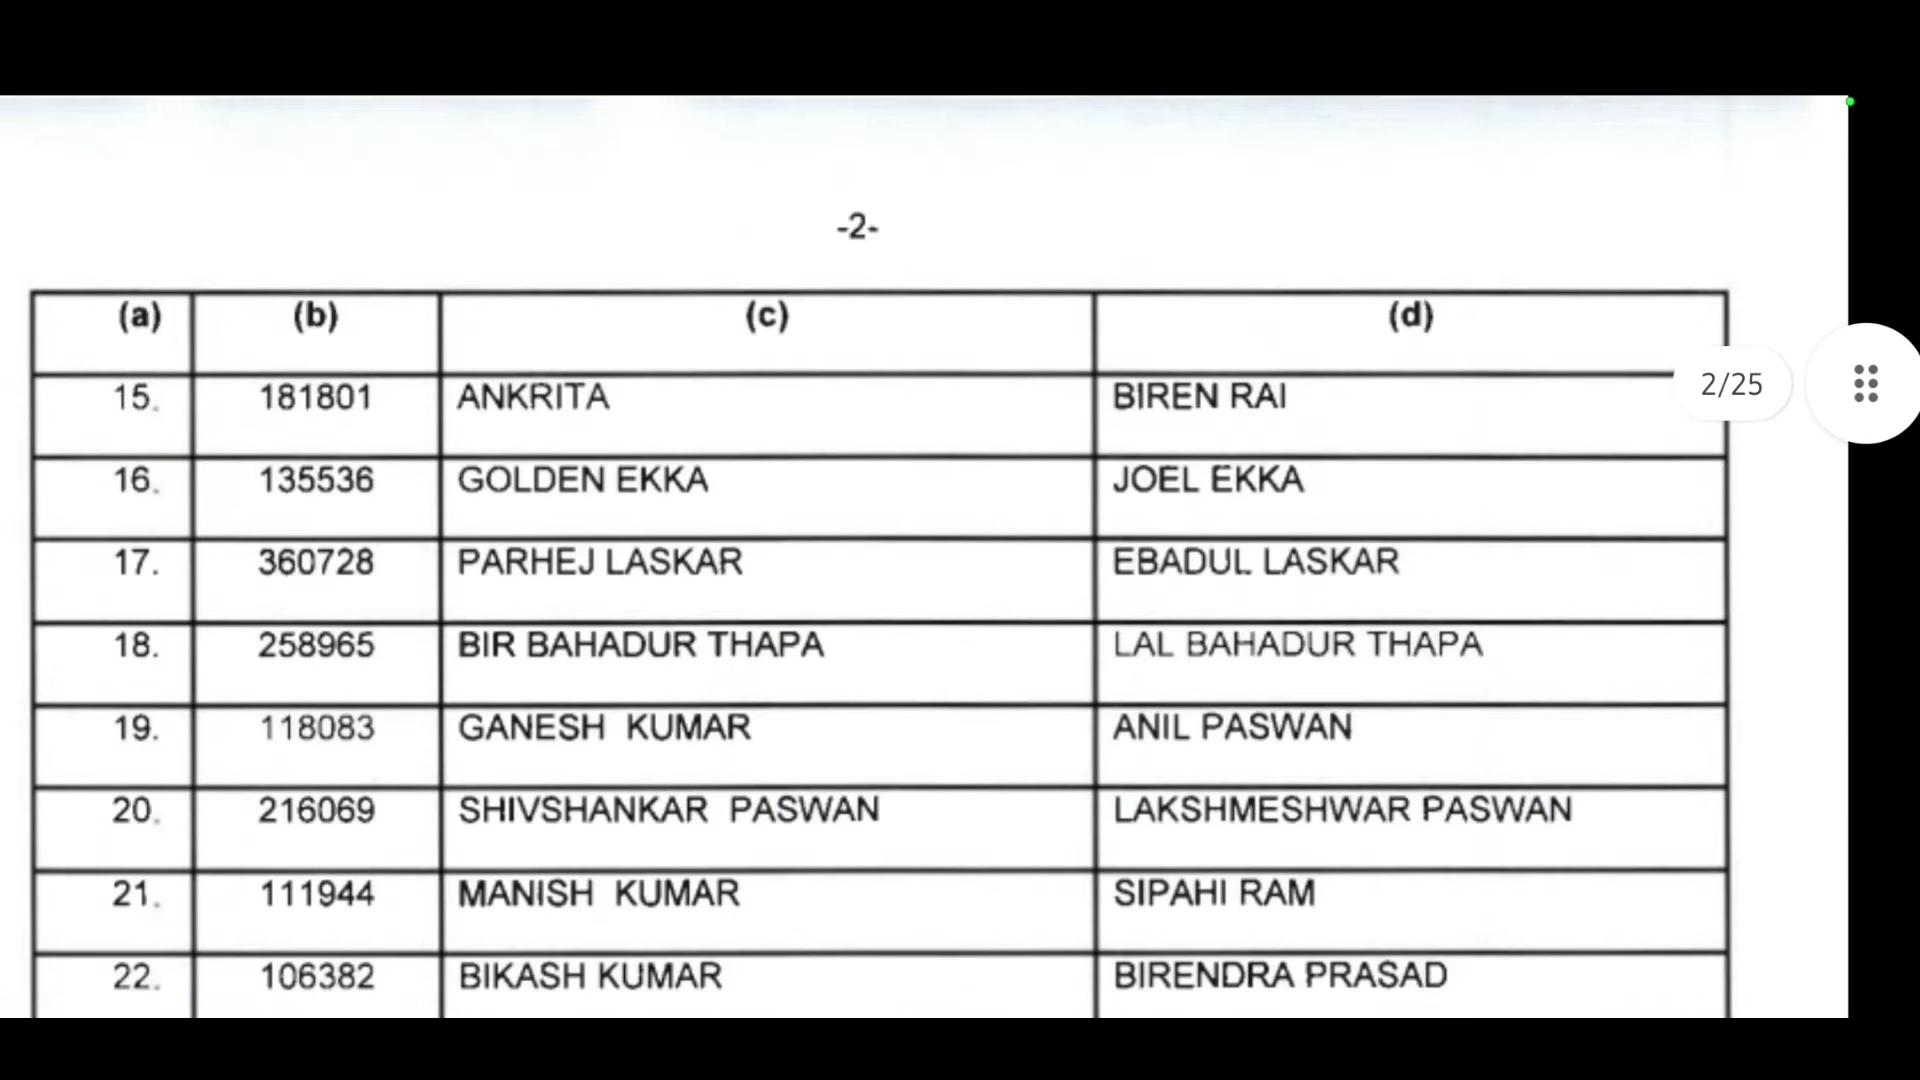 -2-
(a) (b) (c) (d)
15. 181801 ANKRITA BIREN RAI
2/25
16. 135536 GOLDEN EKKA JOEL EKKA
17. 360728 PARHEJ LASKAR EBADUL LASKAR
18. 258965 BIR BAHADUR THAPA LAL BAHADUR THAPA
19. 118083 GANESH KUMAR ANIL PASWAN
20. 216069 SHIVSHANKAR PASWAN LAKSHMESHWAR PASWAN
21. 111944 MANISH KUMAR SIPAHI RAM
22. 106382 BIKASH KUMAR BIRENDRA PRASAD